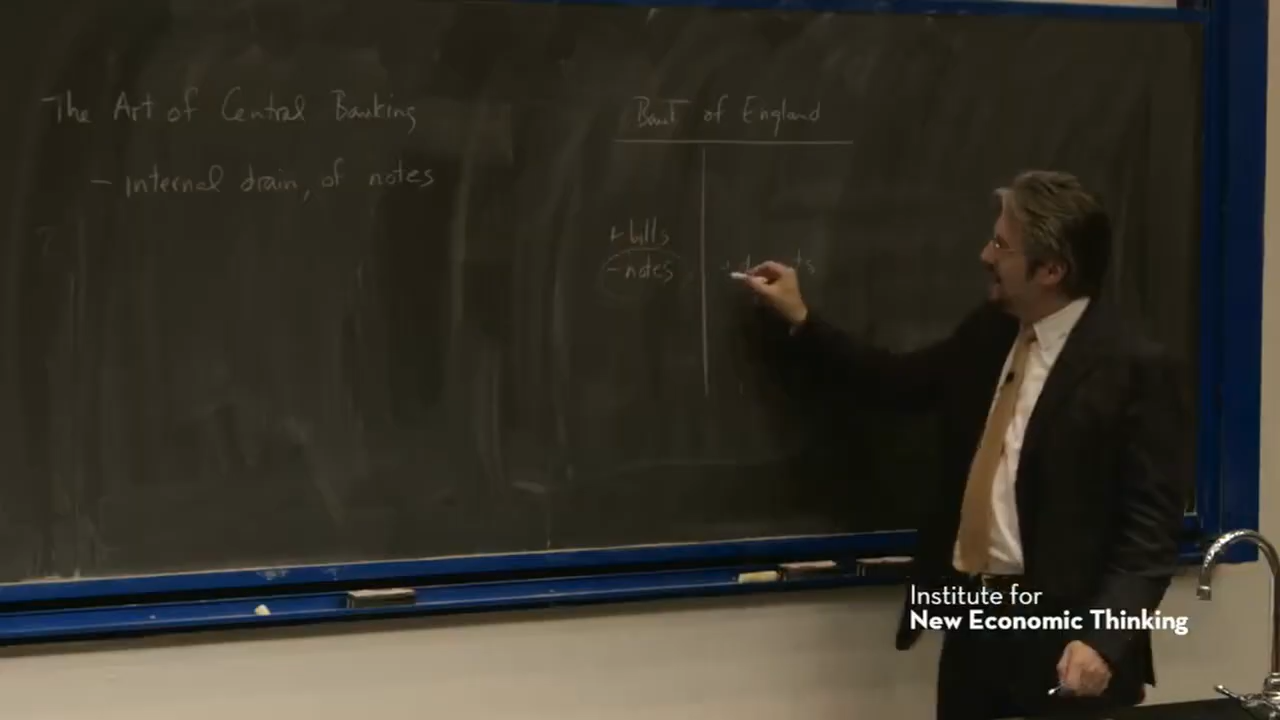 The Art of Central Banking
- internal drain, of notes
Bank of England
+ bills
- notes
Institute for
New Economic Thinking